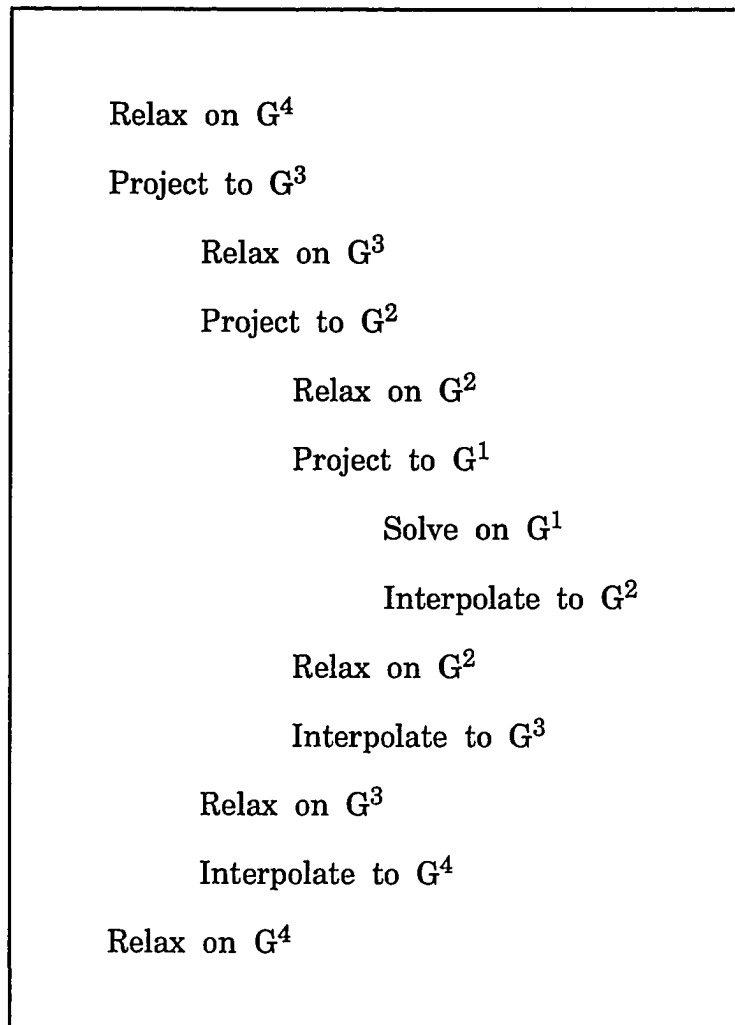 Relax on G⁴
Project to G³
Relax on G³
Project to G²
Relax on G²
Project to G¹
Solve on G¹
Interpolate to G²
Relax on G²
Interpolate to G³
Relax on G³
Interpolate to G⁴
Relax on G⁴